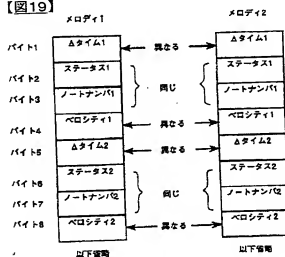 【図19】
メロディ1 メロディ2
バイト1 Δタイム1 異なる Δタイム1
バイト2 ステータス1 ステータス1
同じ
バイト3 ノートナンバ1 ノートナンバ1
バイト4 ベロシティ1 異なる ベロシティ1
バイト5 Δタイム2 異なる Δタイム2
バイト6 ステータス2 ステータス2
同じ
バイト7 ノートナンバ2 ノートナンバ2
バイト8 ベロシティ2 異なる ベロシティ2
以下省略 以下省略